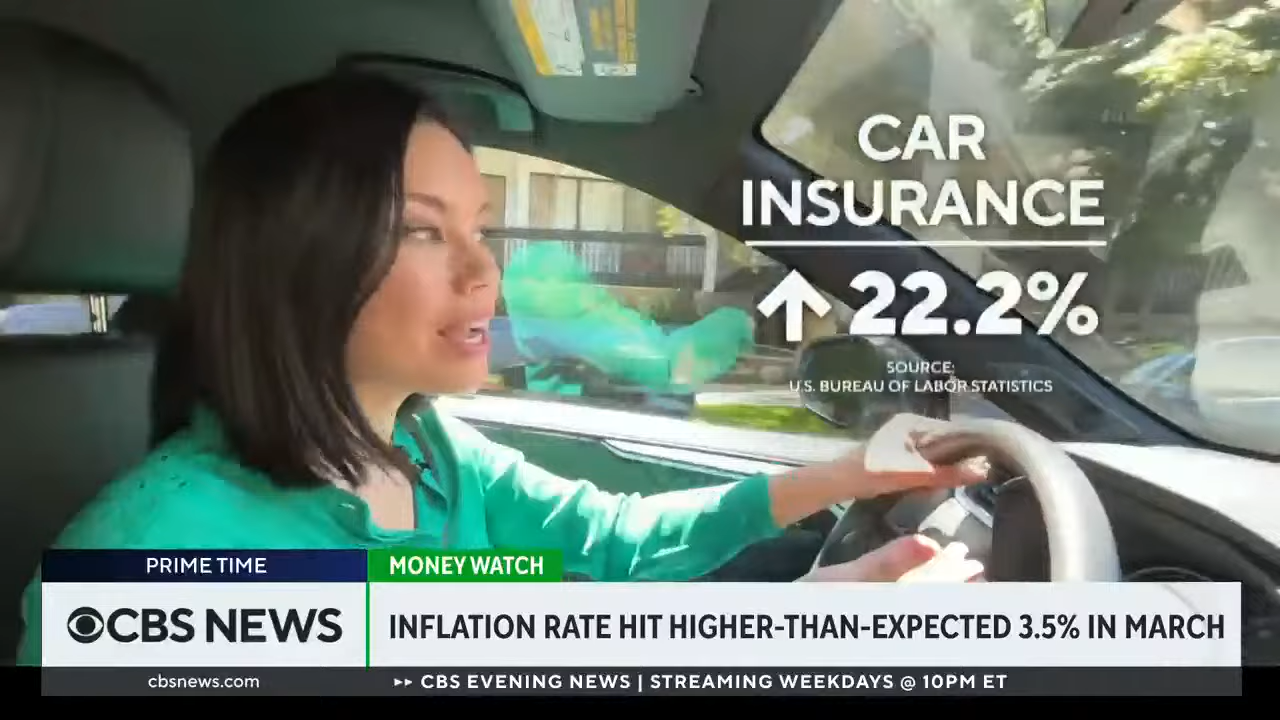 CAR
INSURANCE
↑ 22.2%
SOURCE:
U.S. BUREAU OF LABOR STATISTICS
PRIME TIME
MONEY WATCH
CBS NEWS
INFLATION RATE HIT HIGHER-THAN-EXPECTED 3.5% IN MARCH
cbsnews.com
▸▸ CBS EVENING NEWS | STREAMING WEEKDAYS @ 10PM ET